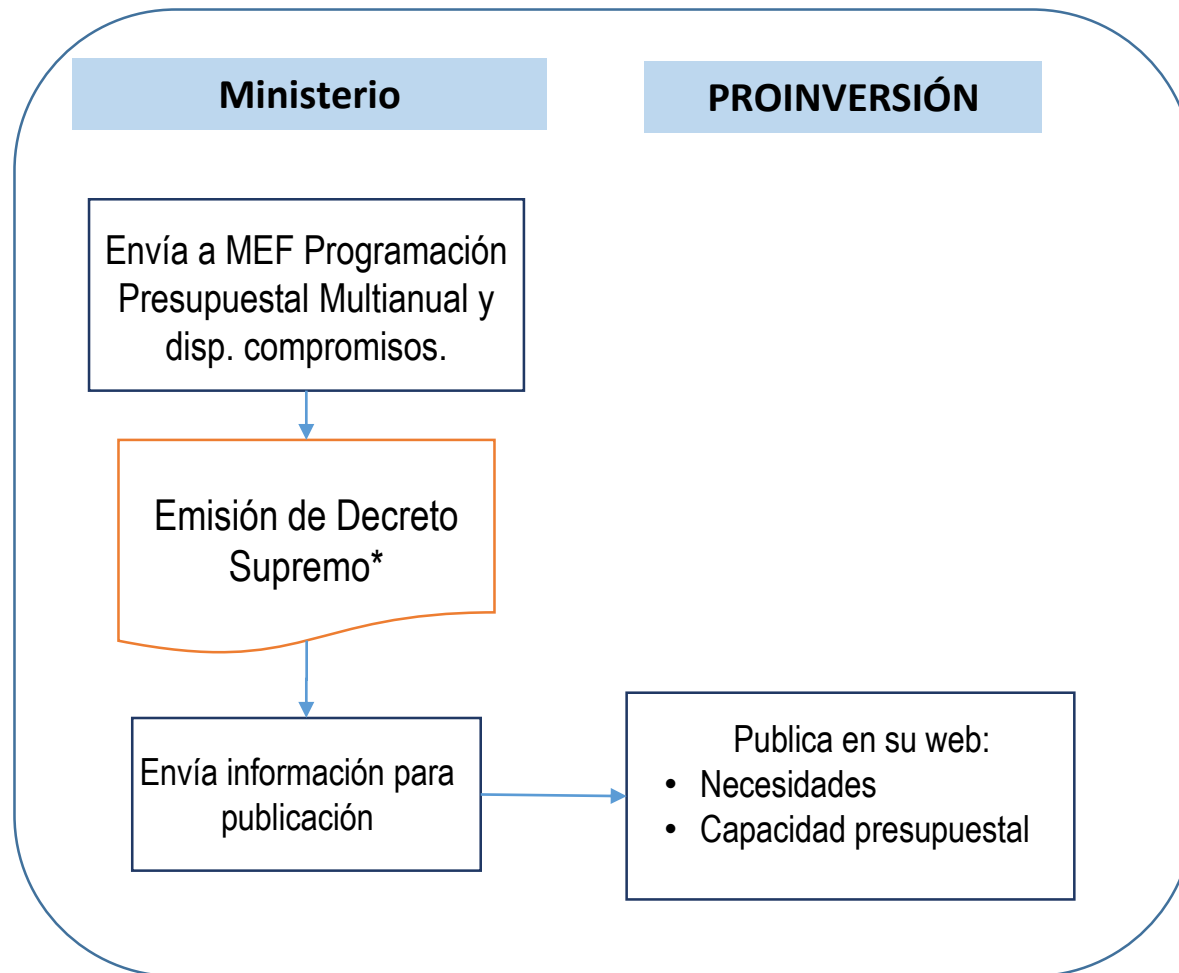 Ministerio
PROINVERSIÓN
Envía a MEF Programación
Presupuestal Multianual y
disp. compromisos.
Emisión de Decreto
Supremo*
Envía información para
publicación
Publica en su web:
• Necesidades
• Capacidad presupuestal